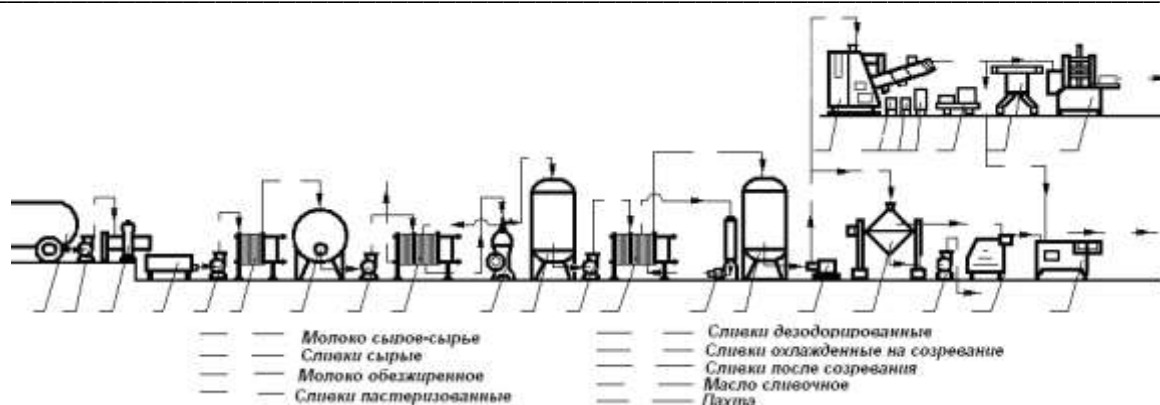 Молоко сырое-сырье
Сливки сырые
Молоко обезжиренное
Сливки пастеризованные
Сливки дезодорированные
Сливки охлажденные на созревание
Сливки после созревания
Масло сливочное
Пахта